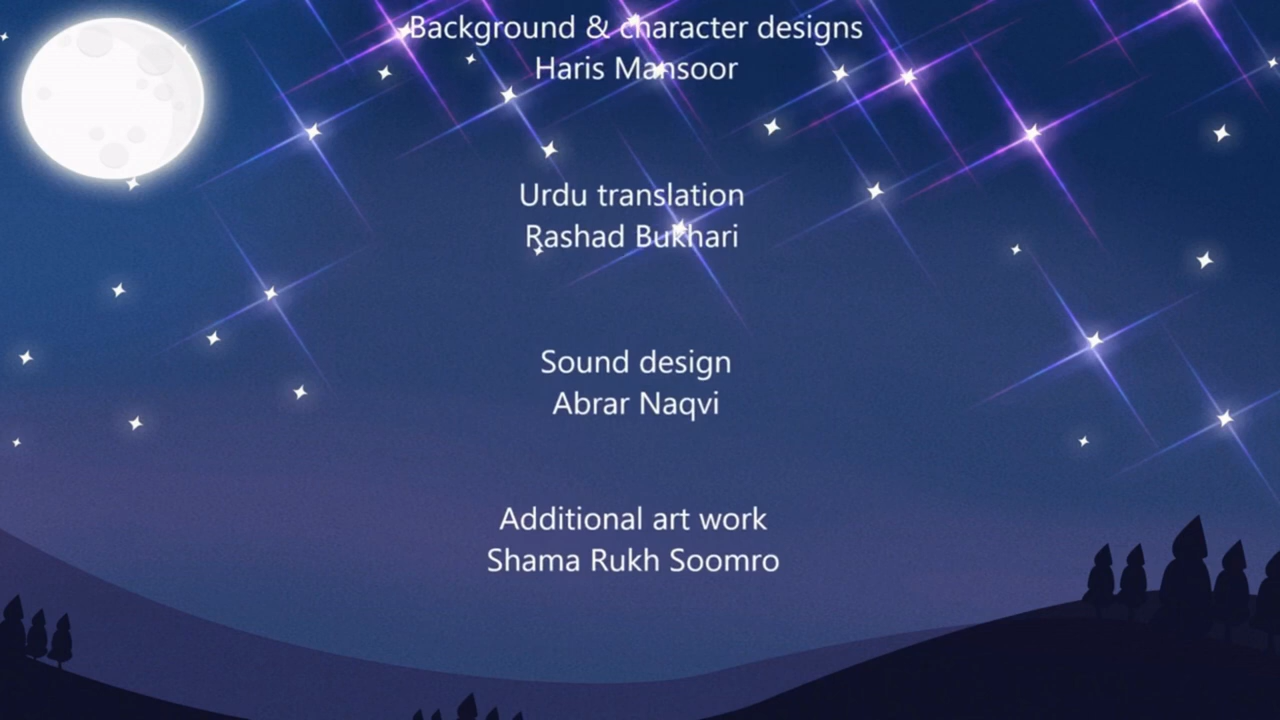 Background & character designs
Haris Mansoor
Urdu translation
Rashad Bukhari
Sound design
Abrar Naqvi
Additional art work
Shama Rukh Soomro